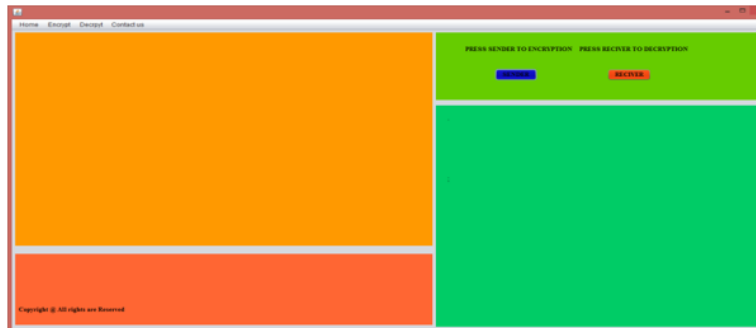 Home Encrypt Decrpyt Contact-us
PRESS SENDER TO ENCRYPTION PRESS RECIVER TO DECRYPTION
SENDER RECIVER
Copyright @ All rights are Reserved